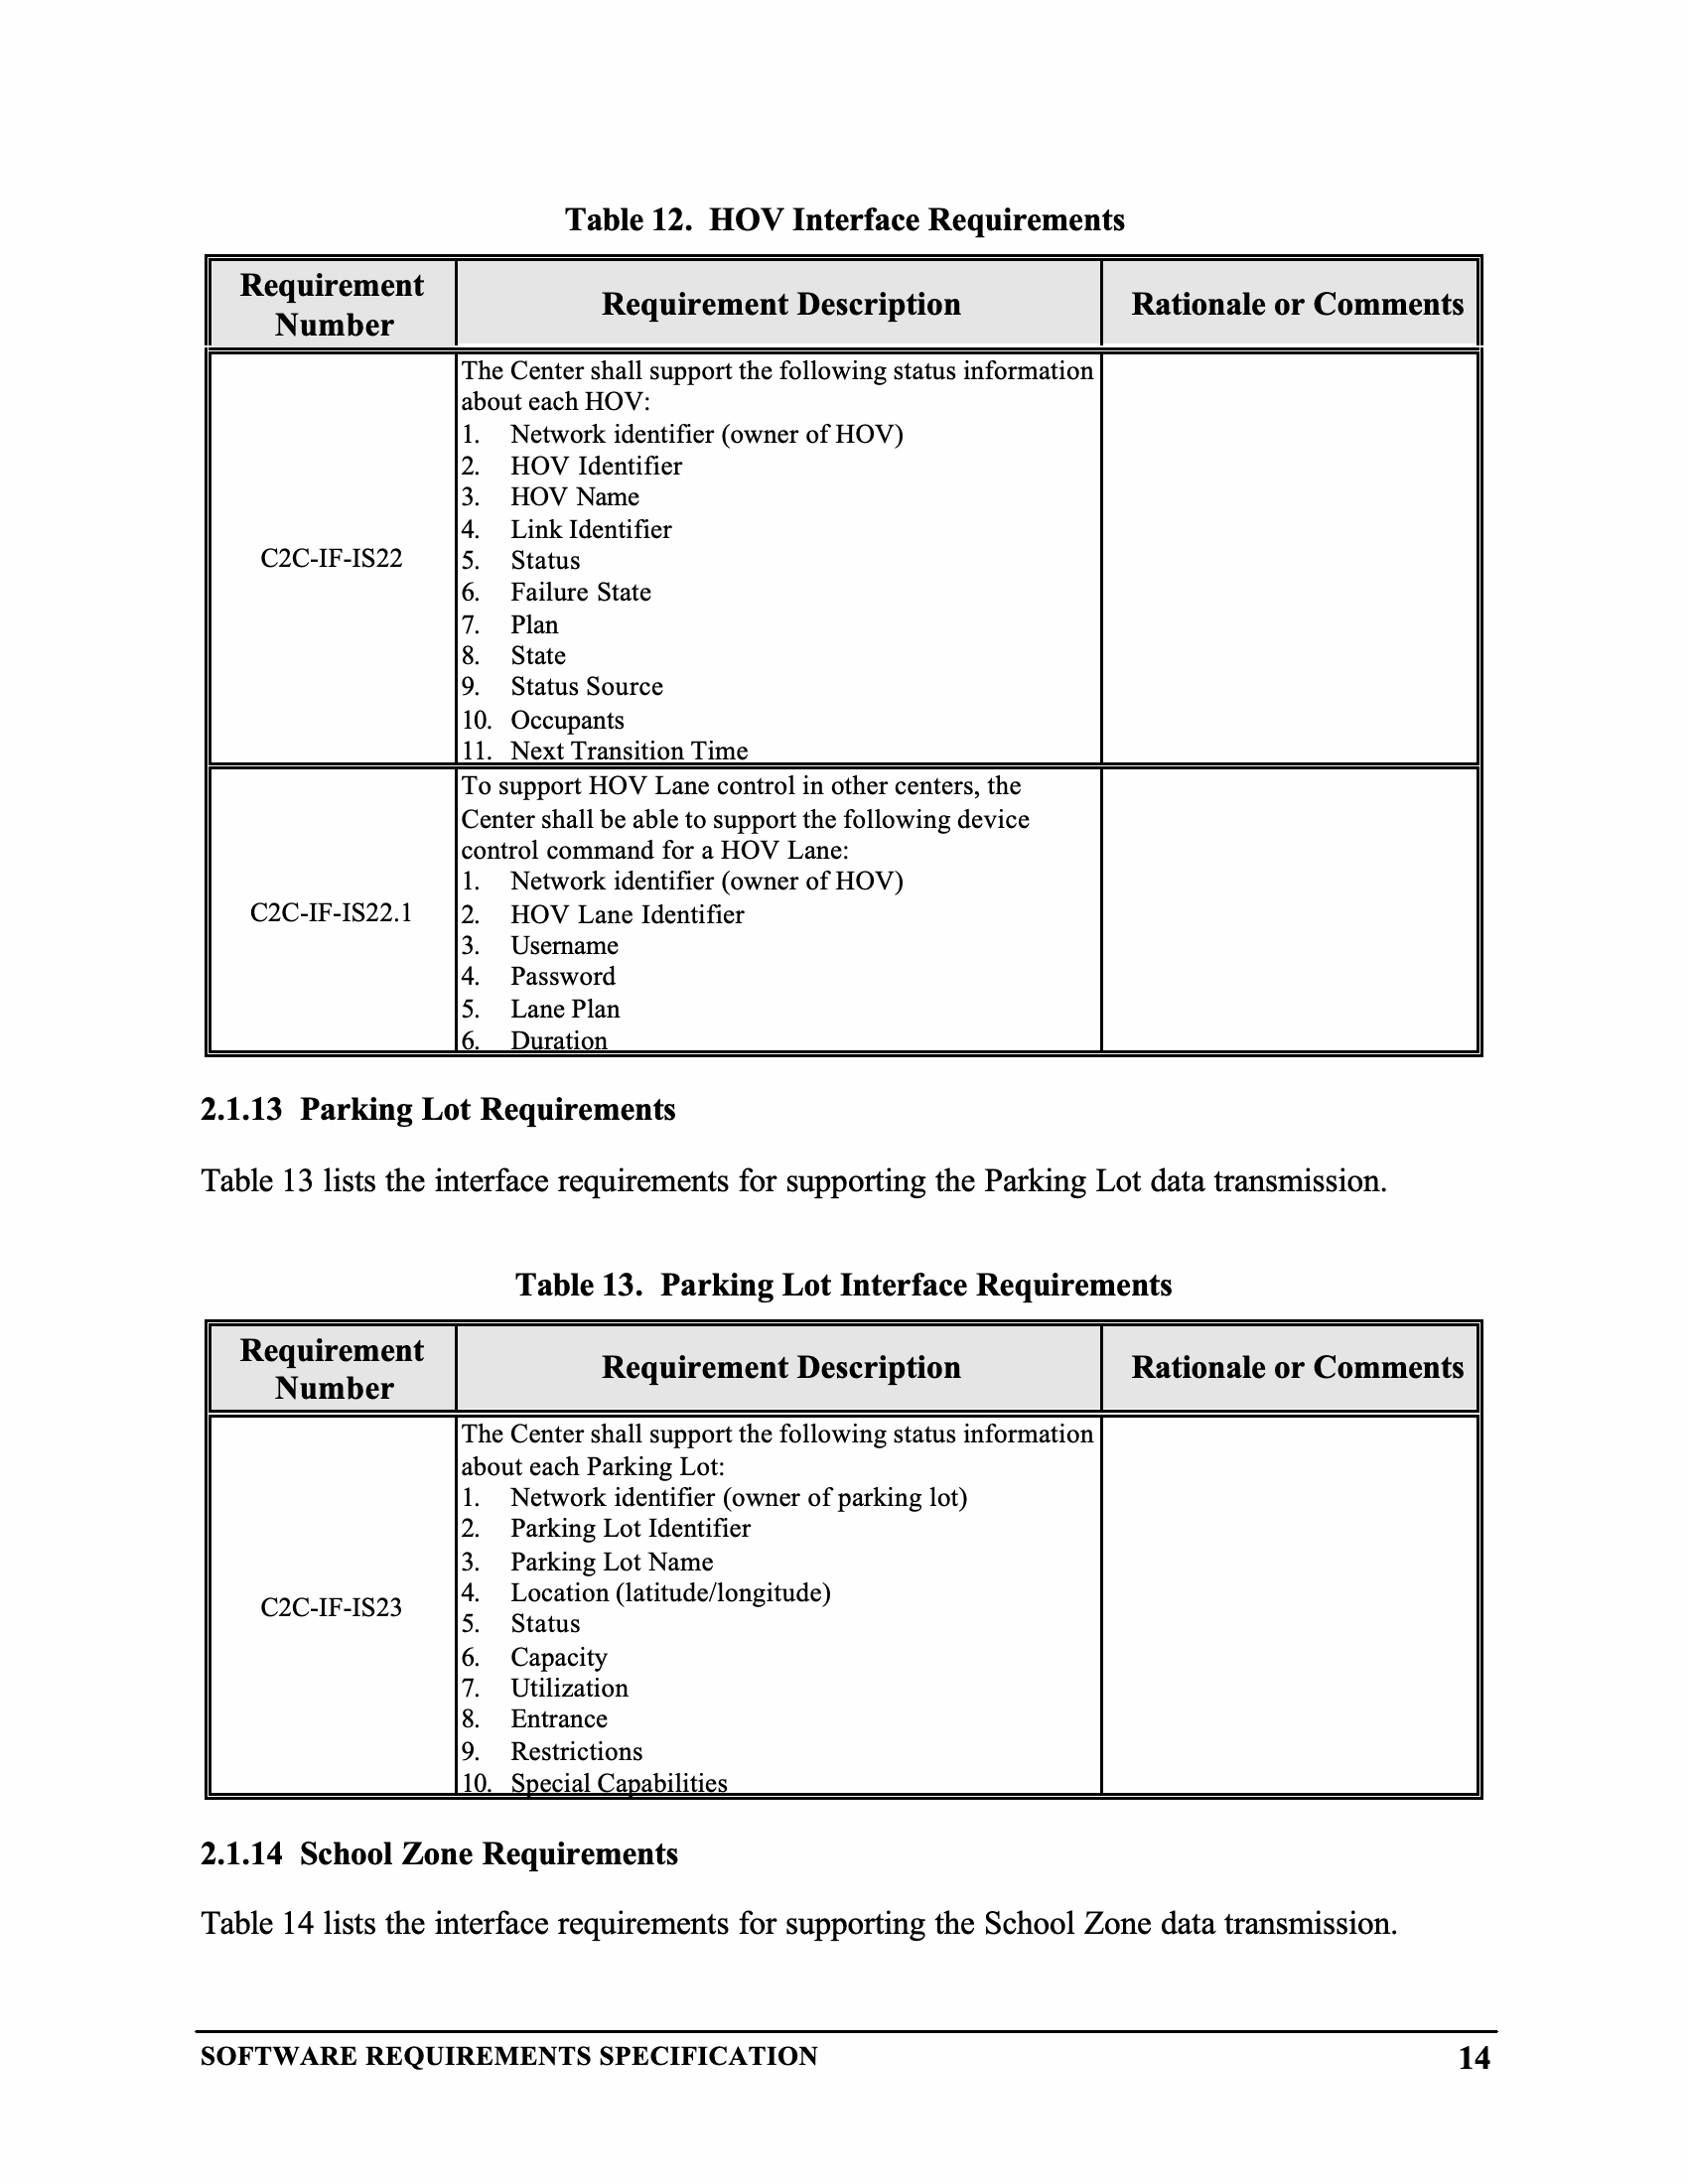 Table 12.  HOV Interface Requirements
Requirement
Number
Requirement Description
Rationale or Comments
C2C-IF-IS22
The Center shall support the following status information
about each HOV:
1. Network identifier (owner of HOV)
2. HOV Identifier
3. HOV Name
4. Link Identifier
5. Status
6. Failure State
7. Plan
8. State
9. Status Source
10. Occupants
11. Next Transition Time
C2C-IF-IS22.1
To support HOV Lane control in other centers, the
Center shall be able to support the following device
control command for a HOV Lane:
1. Network identifier (owner of HOV)
2. HOV Lane Identifier
3. Username
4. Password
5. Lane Plan
6. Duration
2.1.13  Parking Lot Requirements
Table 13 lists the interface requirements for supporting the Parking Lot data transmission.
Table 13.  Parking Lot Interface Requirements
Requirement
Number
Requirement Description
Rationale or Comments
C2C-IF-IS23
The Center shall support the following status information
about each Parking Lot:
1. Network identifier (owner of parking lot)
2. Parking Lot Identifier
3. Parking Lot Name
4. Location (latitude/longitude)
5. Status
6. Capacity
7. Utilization
8. Entrance
9. Restrictions
10. Special Capabilities
2.1.14  School Zone Requirements
Table 14 lists the interface requirements for supporting the School Zone data transmission.
SOFTWARE REQUIREMENTS SPECIFICATION 14